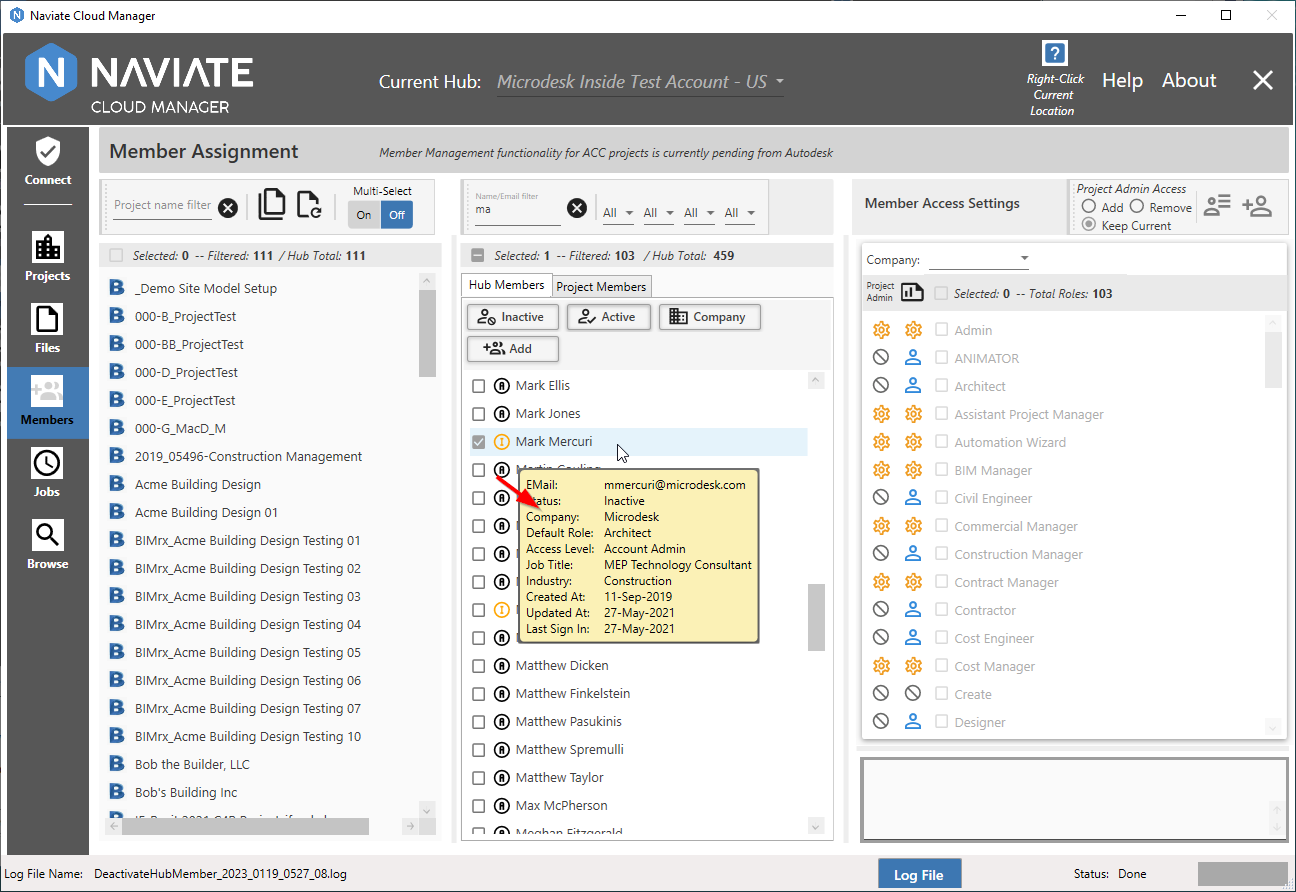 Naviate Cloud Manager
NAVIATE
CLOUD MANAGER
Current Hub: Microdesk Inside Test Account - US
Right-Click
Current
Location
Help
About
Connect
Projects
Files
Members
Jobs
Browse
Member Assignment
Member Management functionality for ACC projects is currently pending from Autodesk
Project name filter
Multi-Select
On
Off
Selected: 0 -- Filtered: 111 / Hub Total: 111
_Demo Site Model Setup
000-B_ProjectTest
000-BB_ProjectTest
000-D_ProjectTest
000-E_ProjectTest
000-G_MacD_M
2019_05496-Construction Management
Acme Building Design
Acme Building Design 01
BIMrx_Acme Building Design Testing 01
BIMrx_Acme Building Design Testing 02
BIMrx_Acme Building Design Testing 03
BIMrx_Acme Building Design Testing 04
BIMrx_Acme Building Design Testing 05
BIMrx_Acme Building Design Testing 06
BIMrx_Acme Building Design Testing 07
BIMrx_Acme Building Design Testing 10
Bob the Builder, LLC
Bob's Building Inc
Name/Email filter
ma
All
All
All
All
Selected: 1 -- Filtered: 103 / Hub Total: 459
Hub Members
Project Members
Inactive
Active
Company
Add
Mark Ellis
Mark Jones
Mark Mercuri
EMail: mmercuri@microdesk.com
Inactive
Company: Microdesk
Default Role: Architect
Access Level: Account Admin
Job Title: MEP Technology Consultant
Industry: Construction
Created At: 11-Sep-2019
Updated At: 27-May-2021
Last Sign In: 27-May-2021
Matthew Dicken
Matthew Finkelstein
Matthew Pasukinis
Matthew Spremulli
Matthew Taylor
Max McPherson
Meghan Fitzgerald
Member Access Settings
Project Admin Access
Add
Remove
Keep Current
Company:
Project
Admin
Selected: 0 -- Total Roles: 103
Admin
ANIMATOR
Architect
Assistant Project Manager
Automation Wizard
BIM Manager
Civil Engineer
Commercial Manager
Construction Manager
Contract Manager
Contractor
Cost Engineer
Cost Manager
Create
Designer
Log File Name: DeactivateHubMember_2023_0119_0527_08.log
Log File
Status: Done